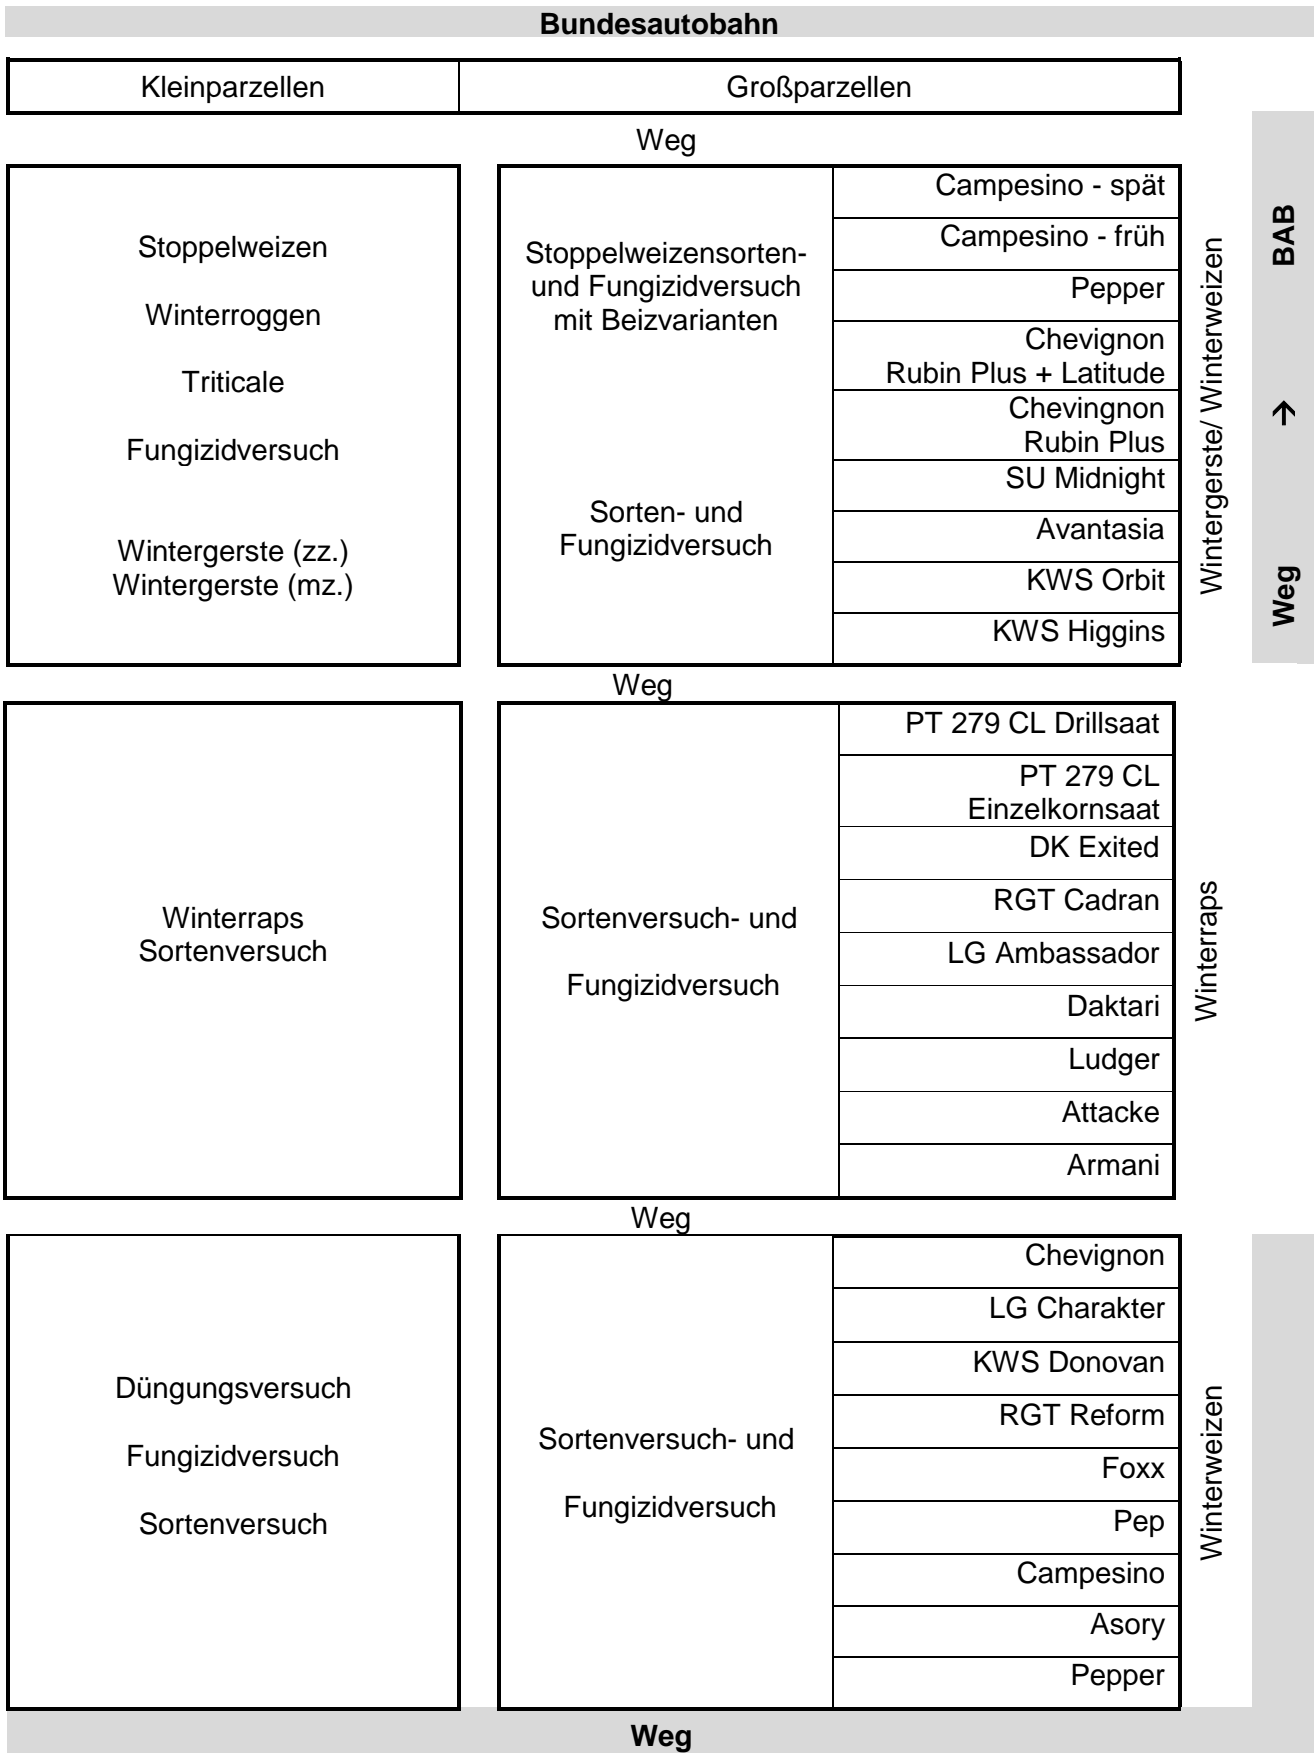 Bundesautobahn
Kleinparzellen
Großparzellen
Weg
Stoppelweizen
Winterroggen
Triticale
Fungizidversuch
Wintergerste (zz.)
Wintergerste (mz.)
Stoppelweizensorten-
und Fungizidversuch
mit Beizvarianten
Sorten- und
Fungizidversuch
Campesino - spät
Campesino - früh
Pepper
Chevignon
Rubin Plus + Latitude
Chevingnon
Rubin Plus
SU Midnight
Avantasia
KWS Orbit
KWS Higgins
Wintergerste/ Winterweizen
Weg → BAB
Weg
Winterraps
Sortenversuch
Sortenversuch- und
Fungizidversuch
PT 279 CL Drillsaat
PT 279 CL
Einzelkornsaat
DK Exited
RGT Cadran
LG Ambassador
Daktari
Ludger
Attacke
Armani
Winterraps
Weg
Düngungsversuch
Fungizidversuch
Sortenversuch
Sortenversuch- und
Fungizidversuch
Chevignon
LG Charakter
KWS Donovan
RGT Reform
Foxx
Pep
Campesino
Asory
Pepper
Winterweizen
Weg